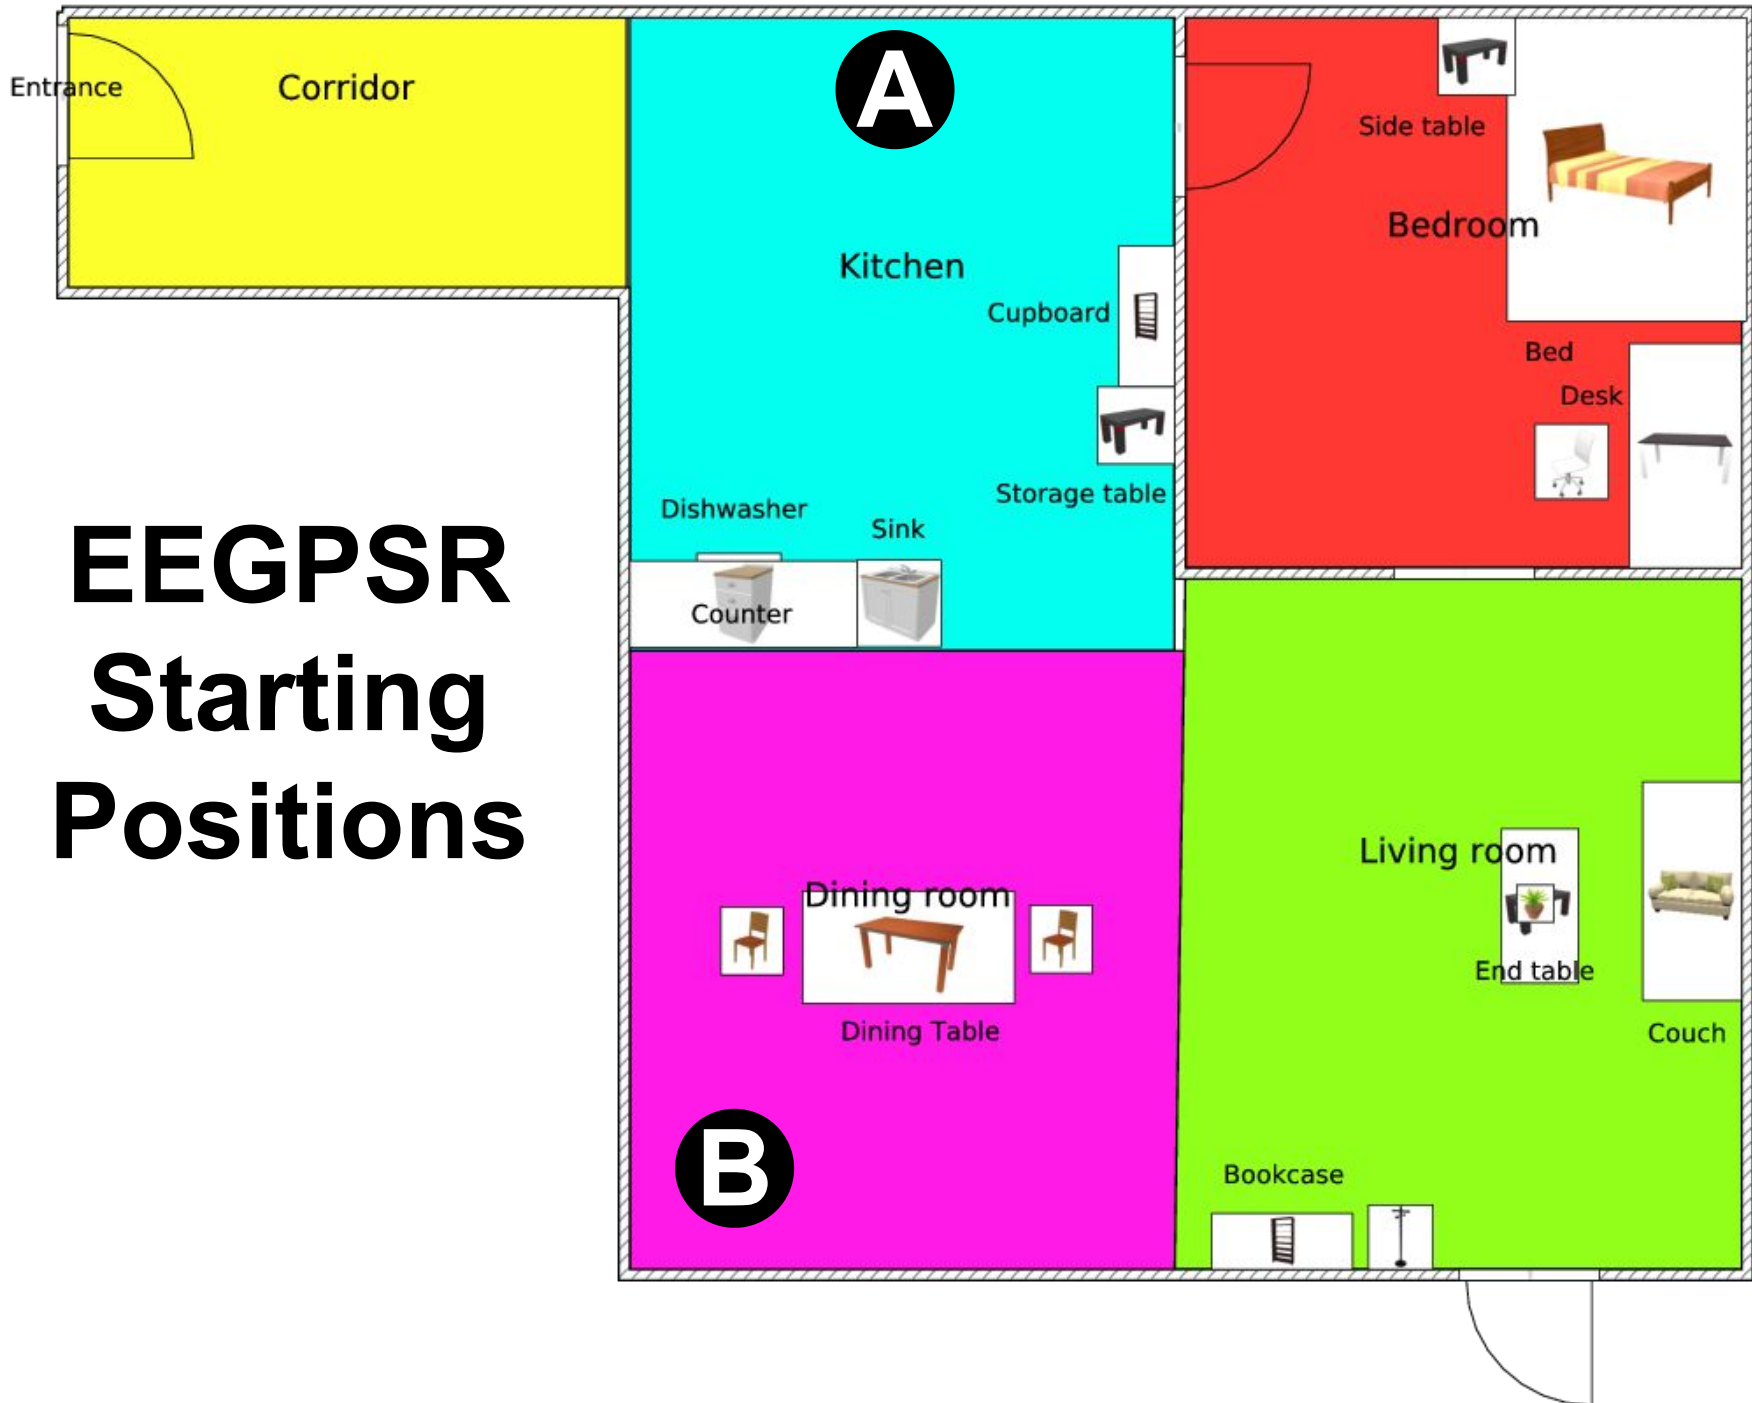 Entrance
Corridor
A
Side table
Bedroom
Kitchen
Cupboard
Bed
Desk
Storage table
Dishwasher
Sink
Counter
EEGPSR
Starting
Positions
Living room
Dining room
End table
Dining Table
Couch
B
Bookcase